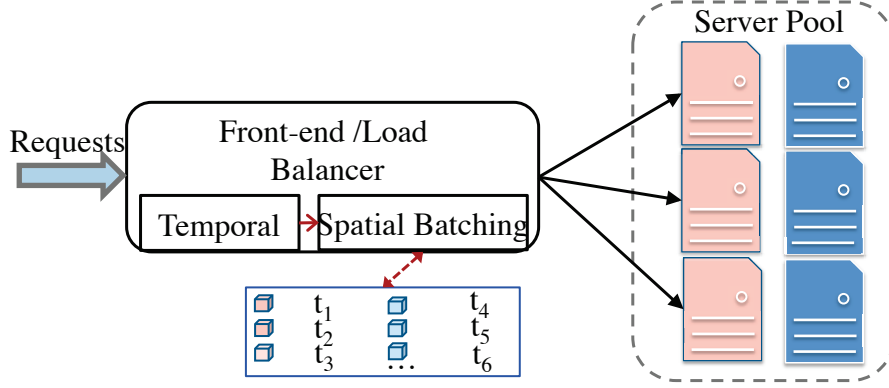 Server Pool
Requests
Front-end /Load
Balancer
Temporal
Spatial Batching
t1 t4
t2 t5
t3 t6
...